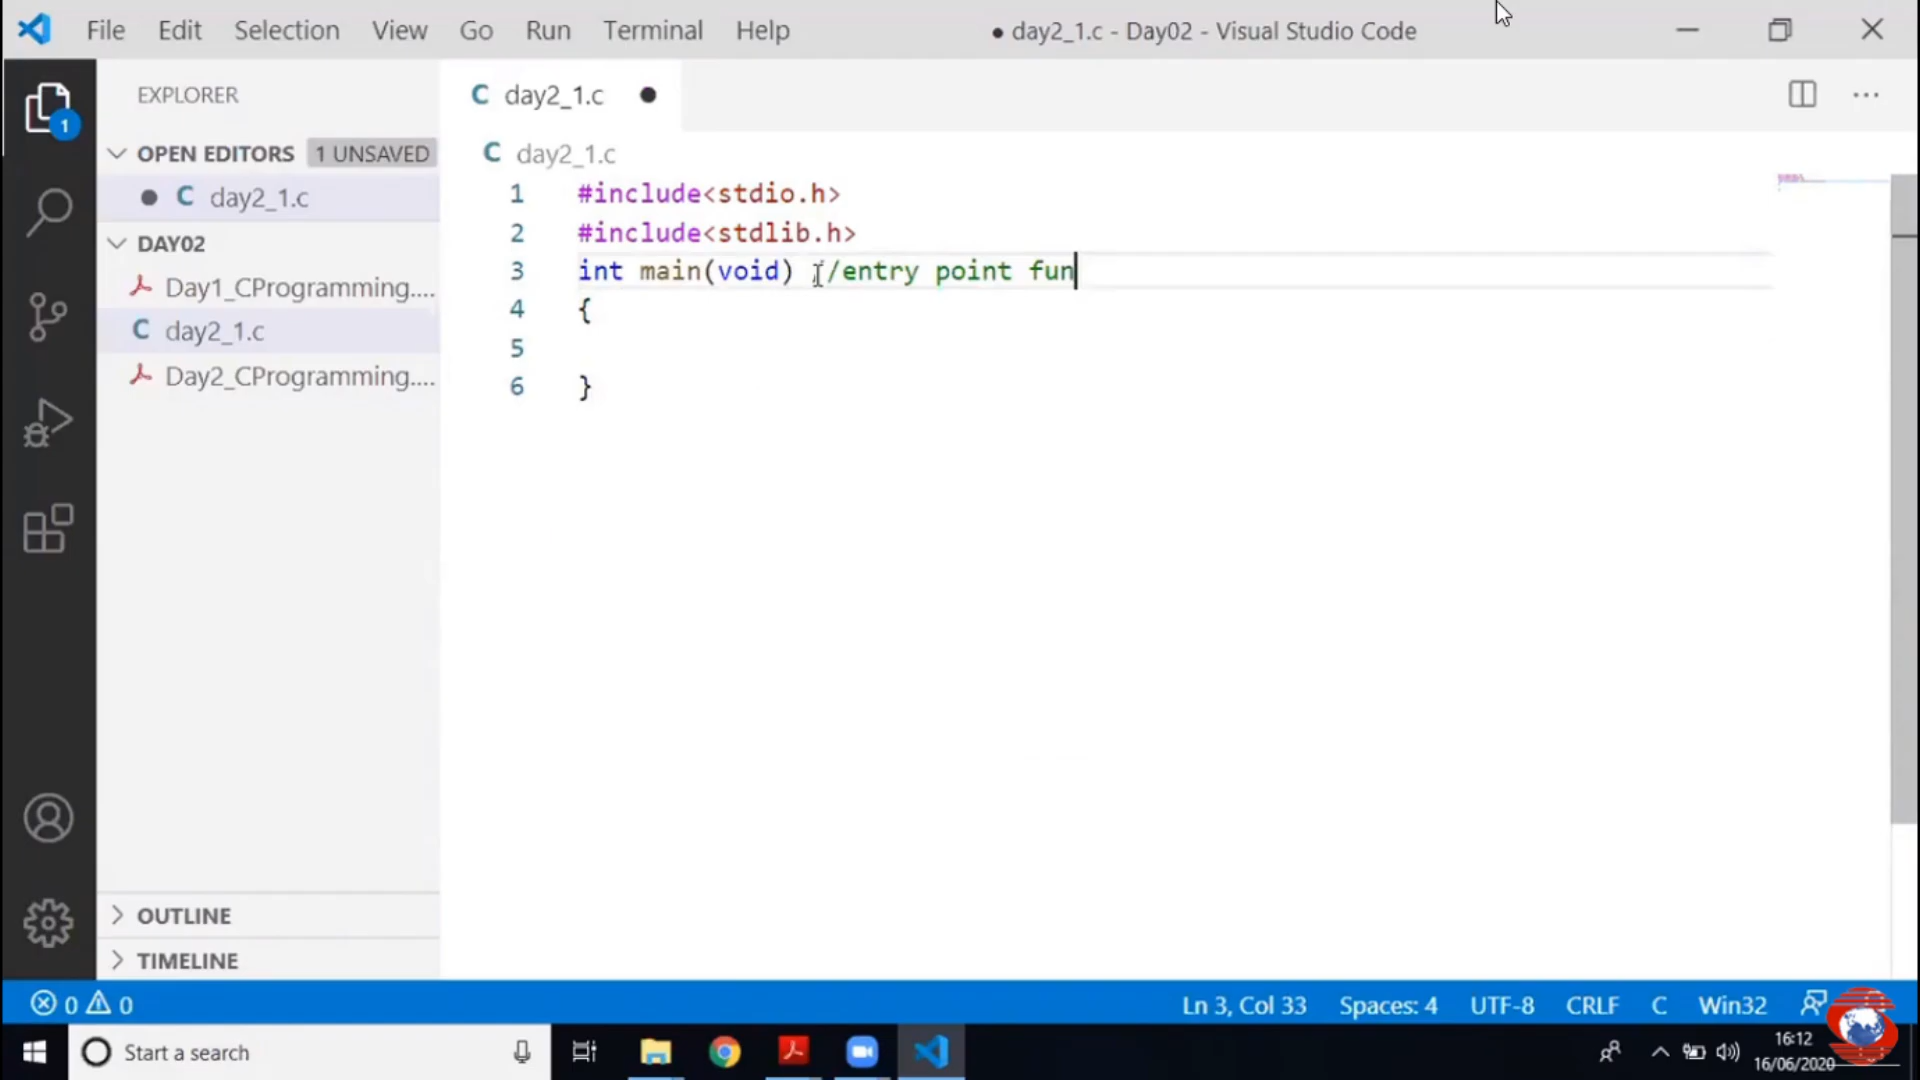 File Edit Selection View Go Run Terminal Help ● day2_1.c - Day02 - Visual Studio Code
EXPLORER
OPEN EDITORS 1 UNSAVED
● C day2_1.c
DAY02
Day1_CProgramming....
C day2_1.c
Day2_CProgramming....
OUTLINE
TIMELINE
1
C day2_1.c ●
C day2_1.c
1 #include<stdio.h>
2 #include<stdlib.h>
3 int main(void) //entry point fun
4 {
5
6 }
0 0 Ln 3, Col 33 Spaces: 4 UTF-8 CRLF C Win32
Start a search
16:12
16/06/2020